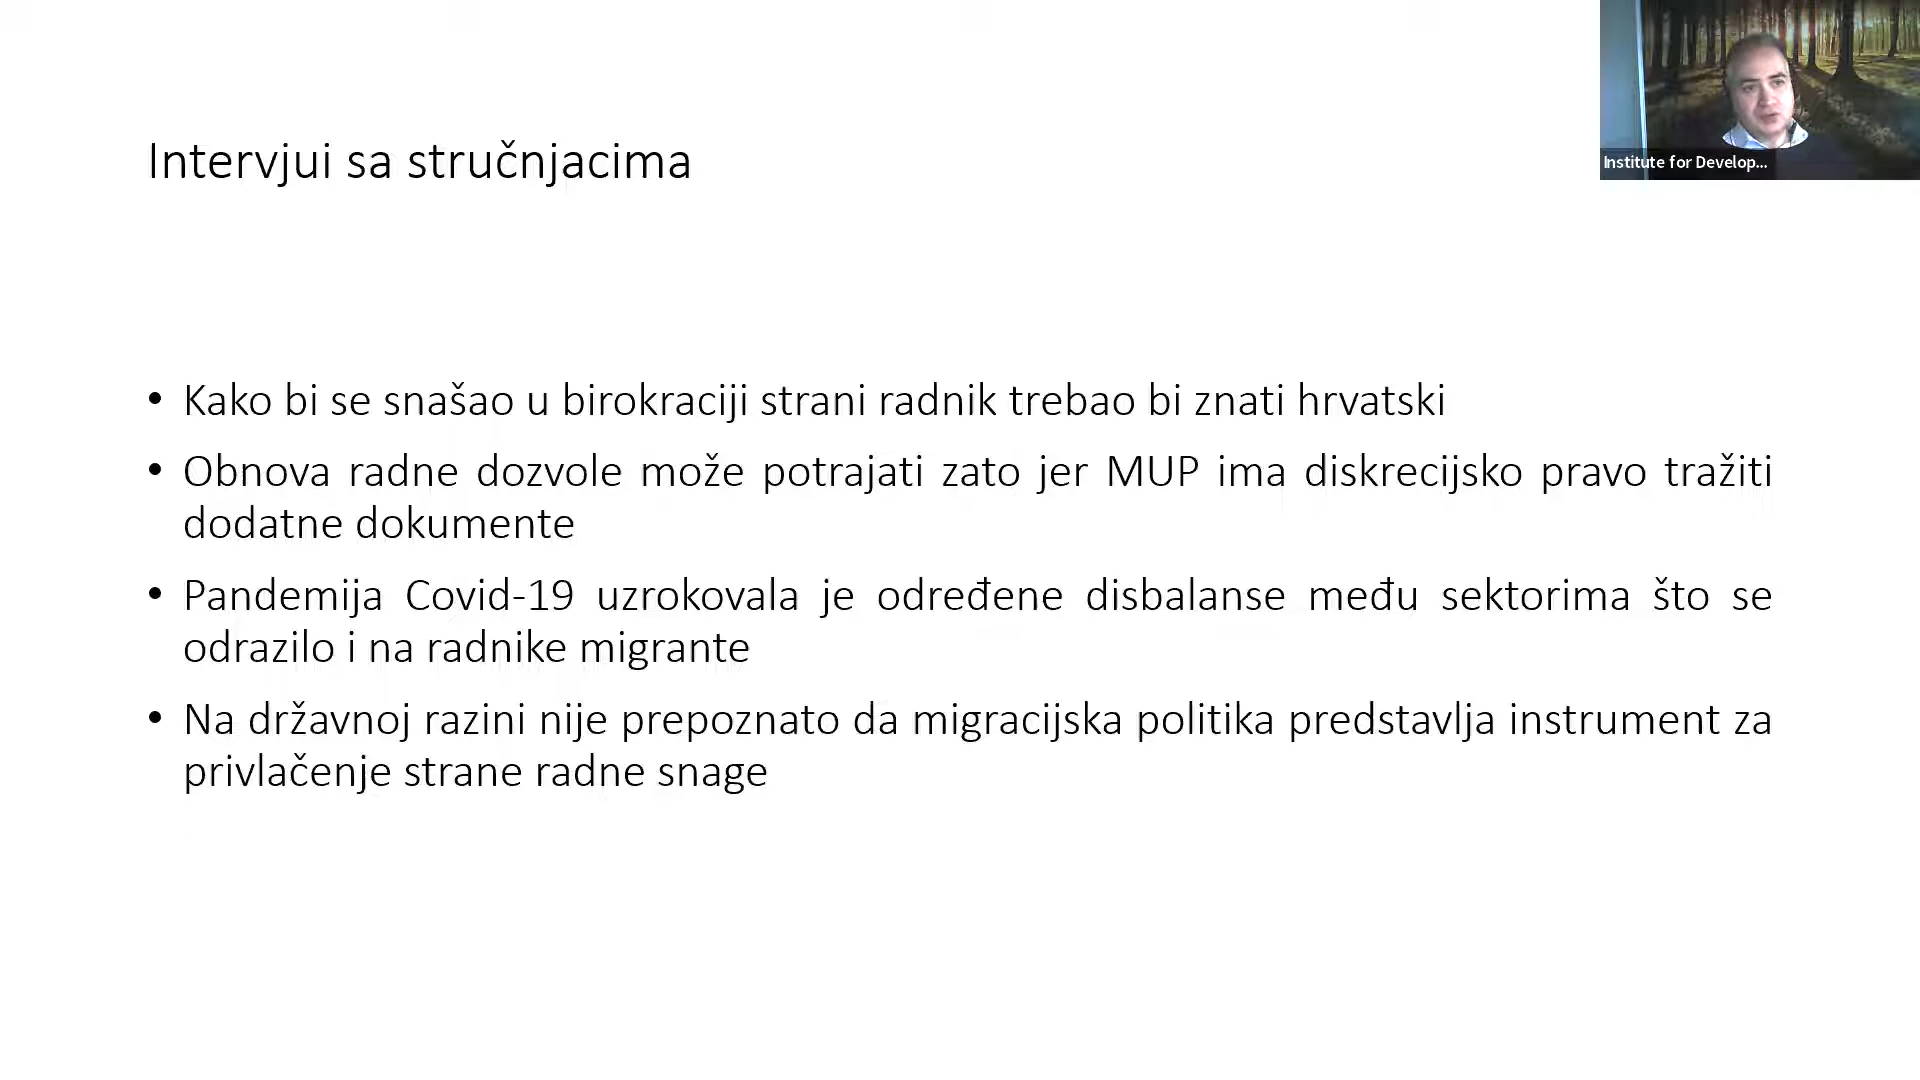 Institute for Develop...
Intervjui sa stručnjacima
• Kako bi se snašao u birokraciji strani radnik trebao bi znati hrvatski
• Obnova radne dozvole može potrajati zato jer MUP ima diskrecijsko pravo tražiti
dodatne dokumente
• Pandemija Covid-19 uzrokovala je određene disbalanse među sektorima što se
odrazilo i na radnike migrante
• Na državnoj razini nije prepoznato da migracijska politika predstavlja instrument za
privlačenje strane radne snage